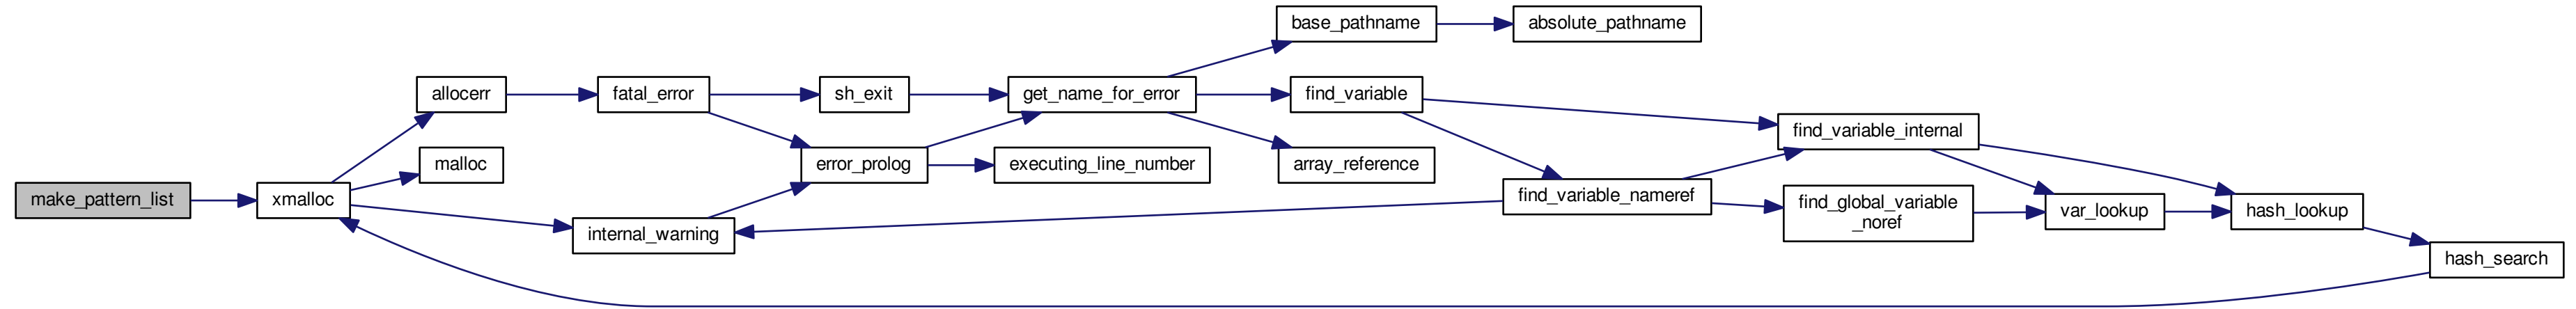 base_pathname
absolute_pathname
allocerr
fatal_error
sh_exit
get_name_for_error
find_variable
find_variable_internal
malloc
error_prolog
executing_line_number
array_reference
make_pattern_list
xmalloc
find_variable_nameref
find_global_variable
_noref
var_lookup
hash_lookup
internal_warning
hash_search